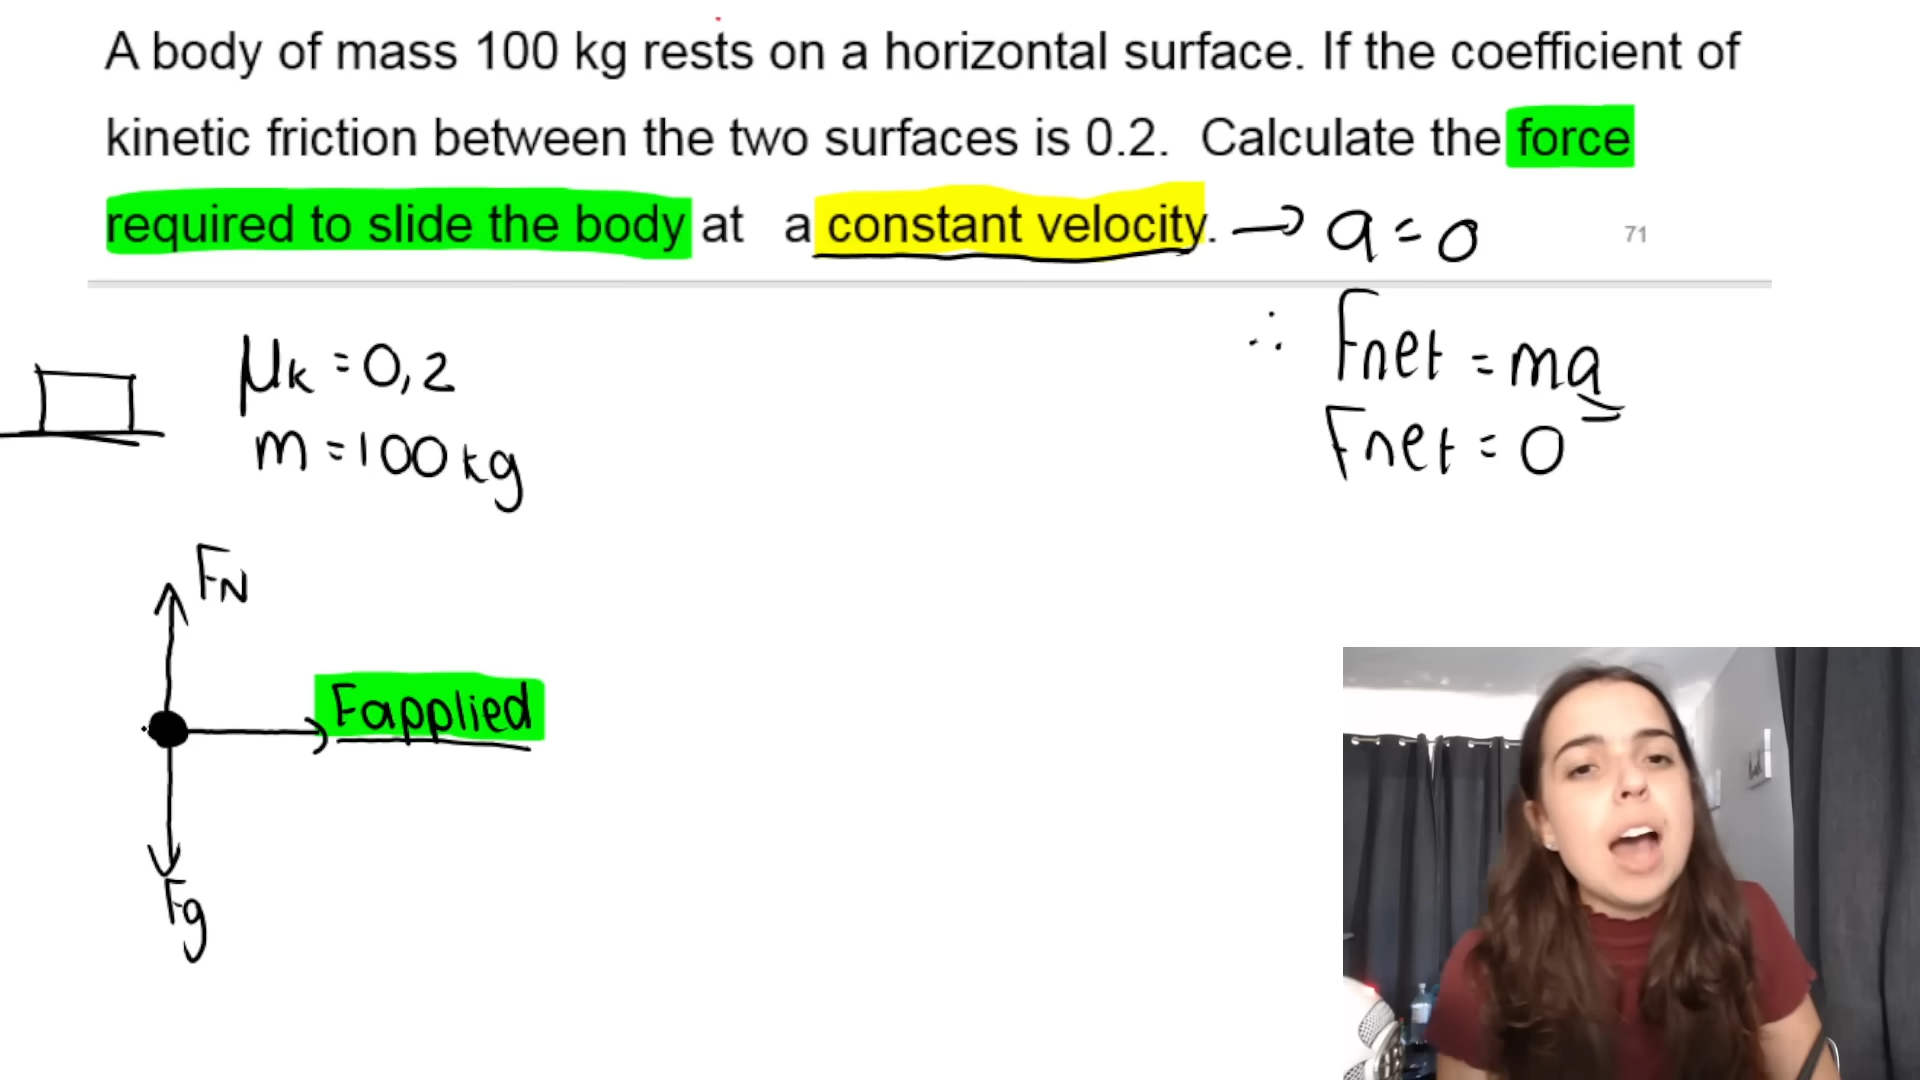 A body of mass 100 kg rests on a horizontal surface. If the coefficient of
kinetic friction between the two surfaces is 0.2. Calculate the force
required to slide the body at a constant velocity. → a = 0
71
μk = 0,2
m = 100 kg
∴ Fnet = ma
Fnet = 0
FN
Fapplied
Fg